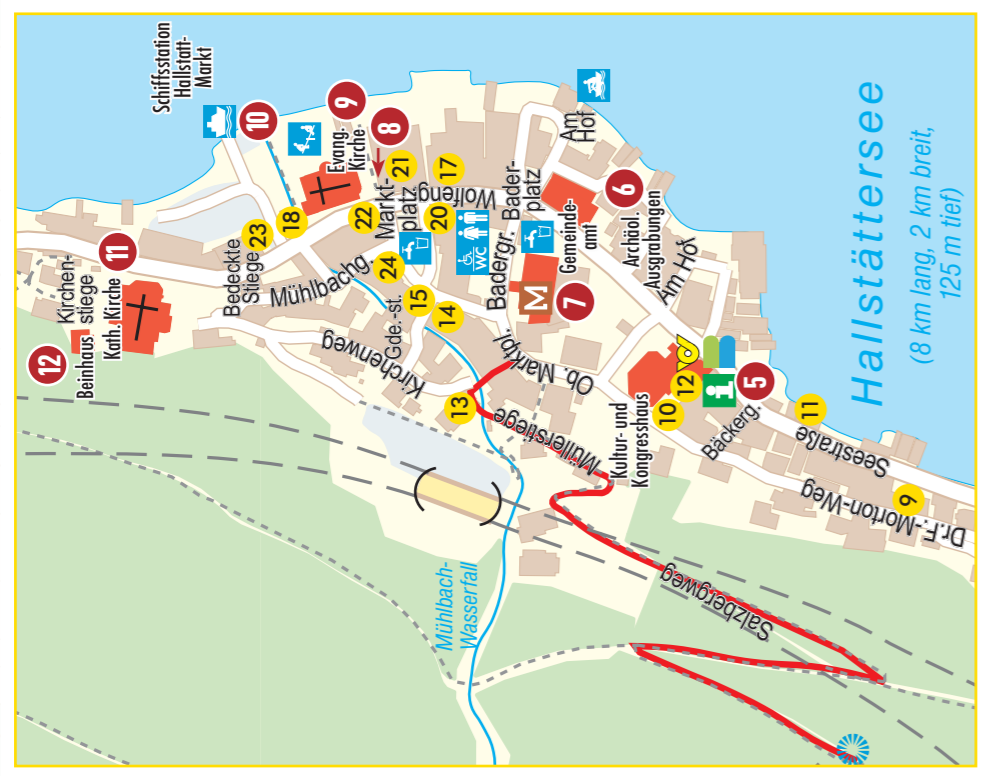 Schiffsstation
Hallstatt-
Markt
10
9
Evang.
Kirche
8
11
Kirchen-
stiege
Kath. Kirche
12
Beinhaus
Bedeckte
Stiege
23
18
22
Markt-
platz
21
17
Wolfeng.
20
Mühlbachg.
24
WC
Bader-
platz
Badergr.
Am
Hof
6
Gemeinde-
amt
Archäol.
Ausgrabungen
Am Hof
M
7
15
14
Gde.-st.
Kirchenweg
Ob. Marktpl.
13
Müllerstiege
Kultur- und
Kongresshaus
10
12
i
5
Bäckerg.
11
Seestraße
9
Dr.F.-Morton-Weg
Salzbergweg
Mühlbach-
Wasserfall
Hallstättersee
(8 km lang, 2 km breit,
125 m tief)